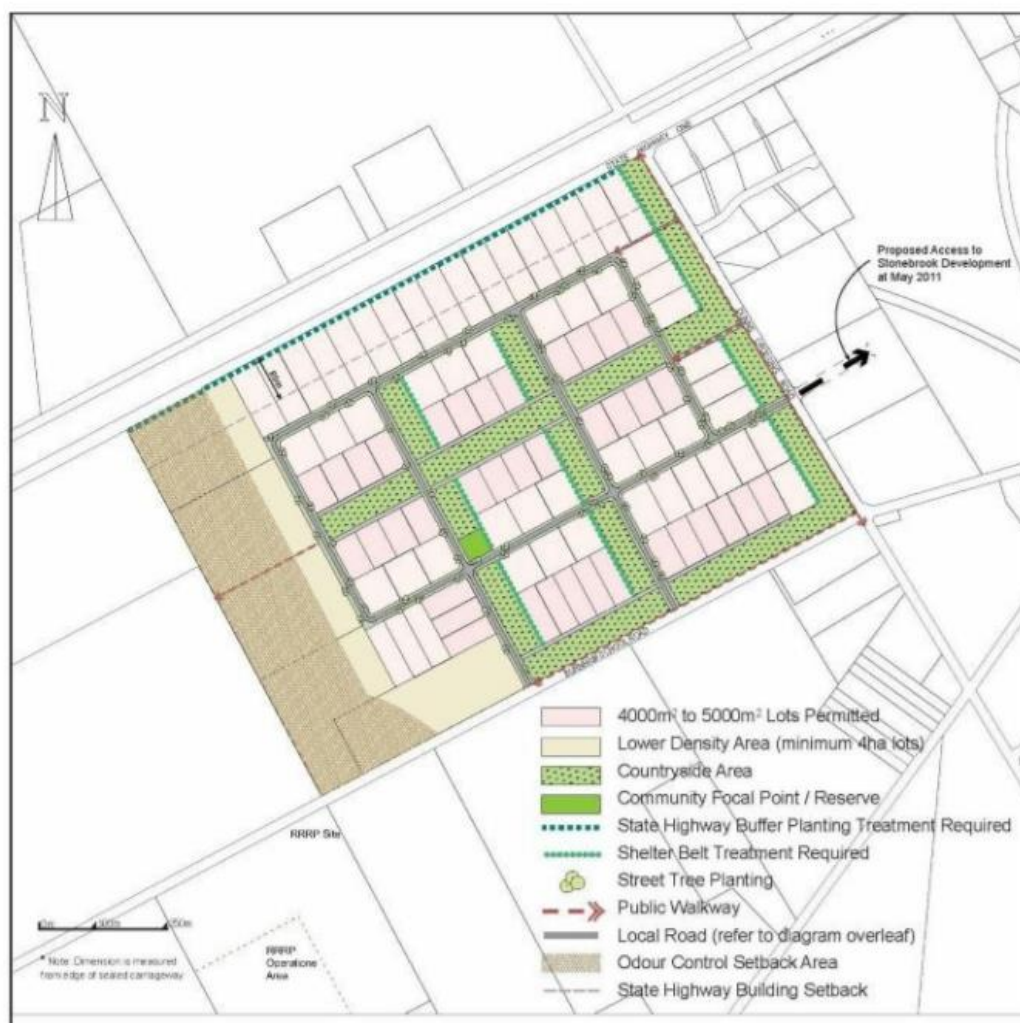 N
STATE HIGHWAY ONE
Proposed Access to
Stonebrook Development
at May 2011
4000m² to 5000m² Lots Permitted
Lower Density Area (minimum 4ha lots)
Countryside Area
Community Focal Point / Reserve
State Highway Buffer Planting Treatment Required
Shelter Belt Treatment Required
Street Tree Planting
Public Walkway
Local Road (refer to diagram overleaf)
Odour Control Setback Area
State Highway Building Setback
RRRP Site
RRRP
Operations
Area
* Note: Dimension is measured
from edge of sealed carriageway